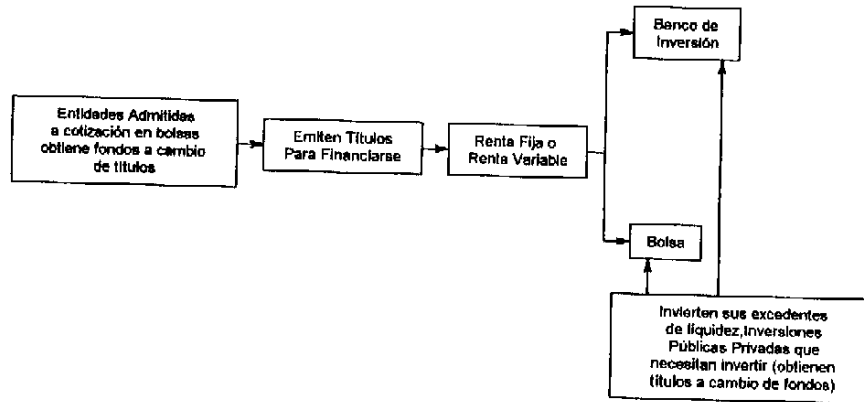 Banco de
Inversión
Entidades Admitidas
a cotización en bolsas
obtiene fondos a cambio
de títulos
Emiten Títulos
Para Financiarse
Renta Fija o
Renta Variable
Bolsa
Invierten sus excedentes
de líquidez,Inversiones
Públicas Privadas que
necesitan invertir (obtienen
títulos a cambio de fondos)